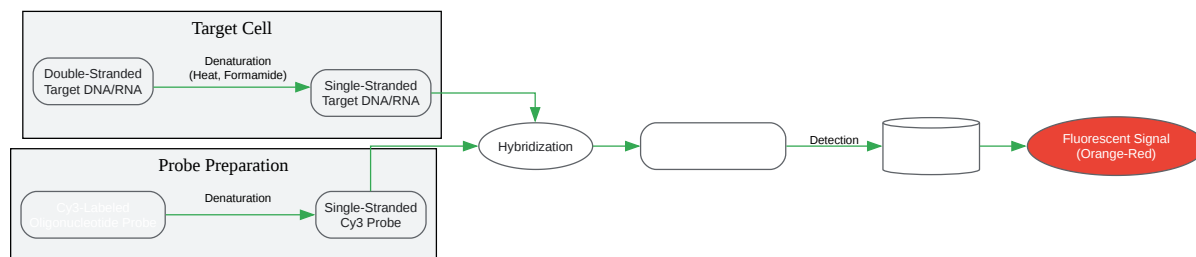 Target Cell
Double-Stranded
Target DNA/RNA
Denaturation
(Heat, Formamide)
Single-Stranded
Target DNA/RNA
Probe Preparation
Cy3-Labeled
Oligonucleotide Probe
Denaturation
Single-Stranded
Cy3 Probe
Hybridization
Detection
Fluorescent Signal
(Orange-Red)